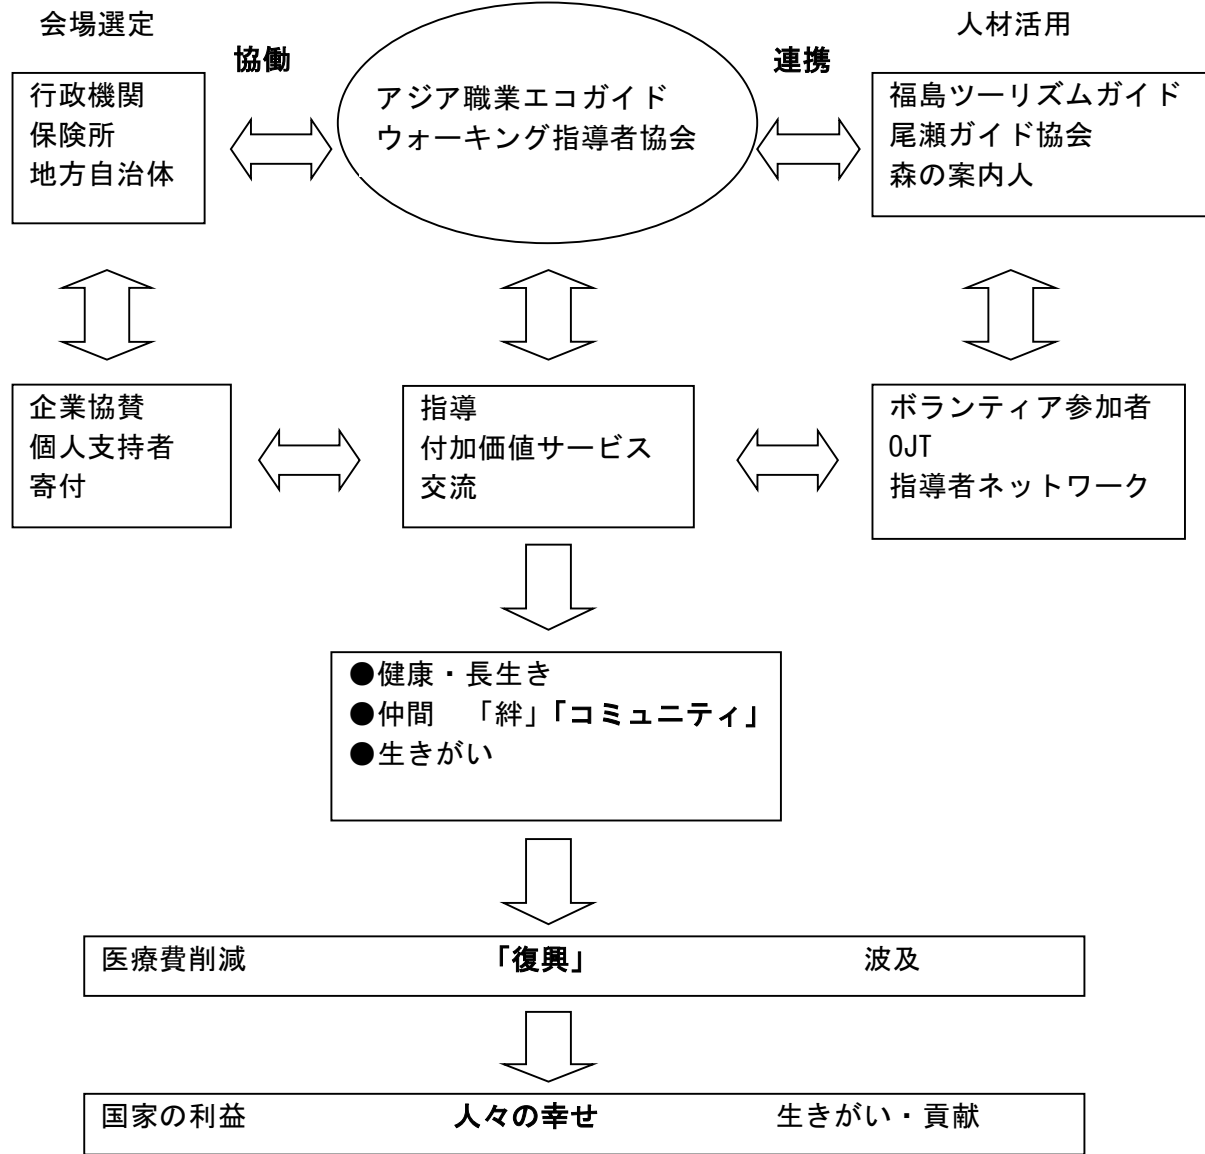 会場選定
人材活用
協働
連携
行政機関
保険所
地方自治体
アジア職業エコガイド
ウォーキング指導者協会
福島ツーリズムガイド
尾瀬ガイド協会
森の案内人
企業協賛
個人支持者
寄付
指導
付加価値サービス
交流
ボランティア参加者
OJT
指導者ネットワーク
●健康・長生き
●仲間　「絆」「コミュニティ」
●生きがい
医療費削減　「復興」　波及
国家の利益　人々の幸せ　生きがい・貢献